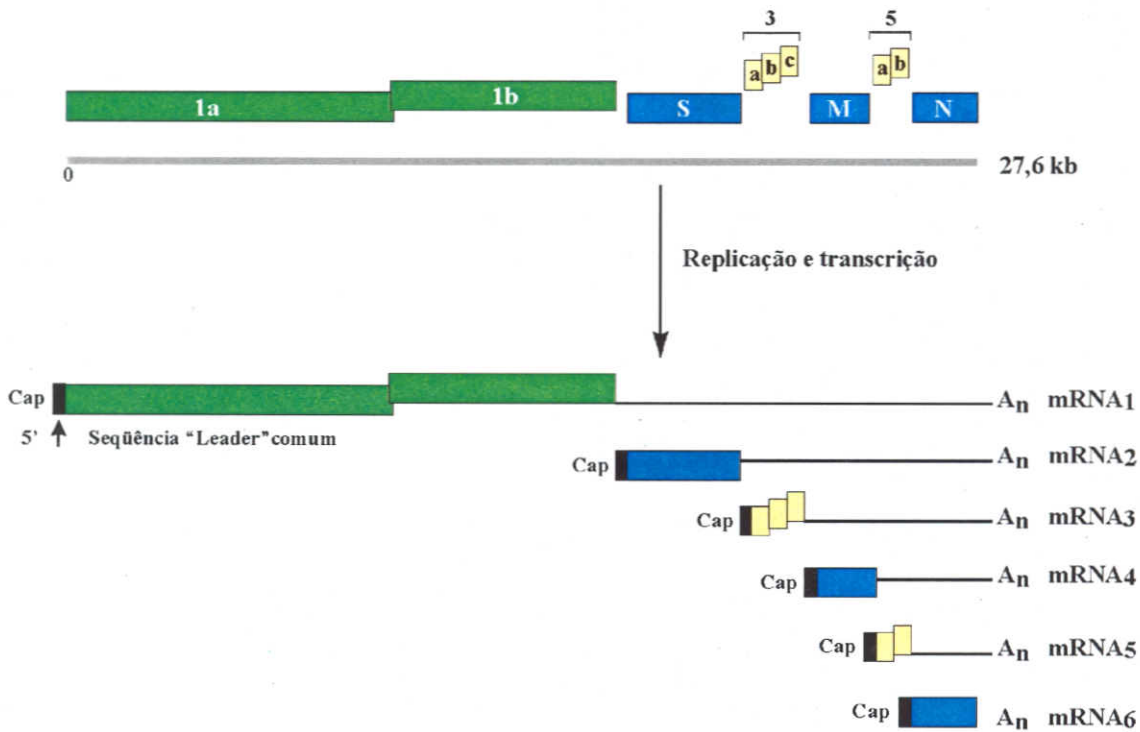 3 5
a b c a b
1a 1b S M N
0 27,6 kb
Replicação e transcrição
Cap An mRNA1
5' Seqüência “Leader”comum
Cap An mRNA2
Cap An mRNA3
Cap An mRNA4
Cap An mRNA5
Cap An mRNA6